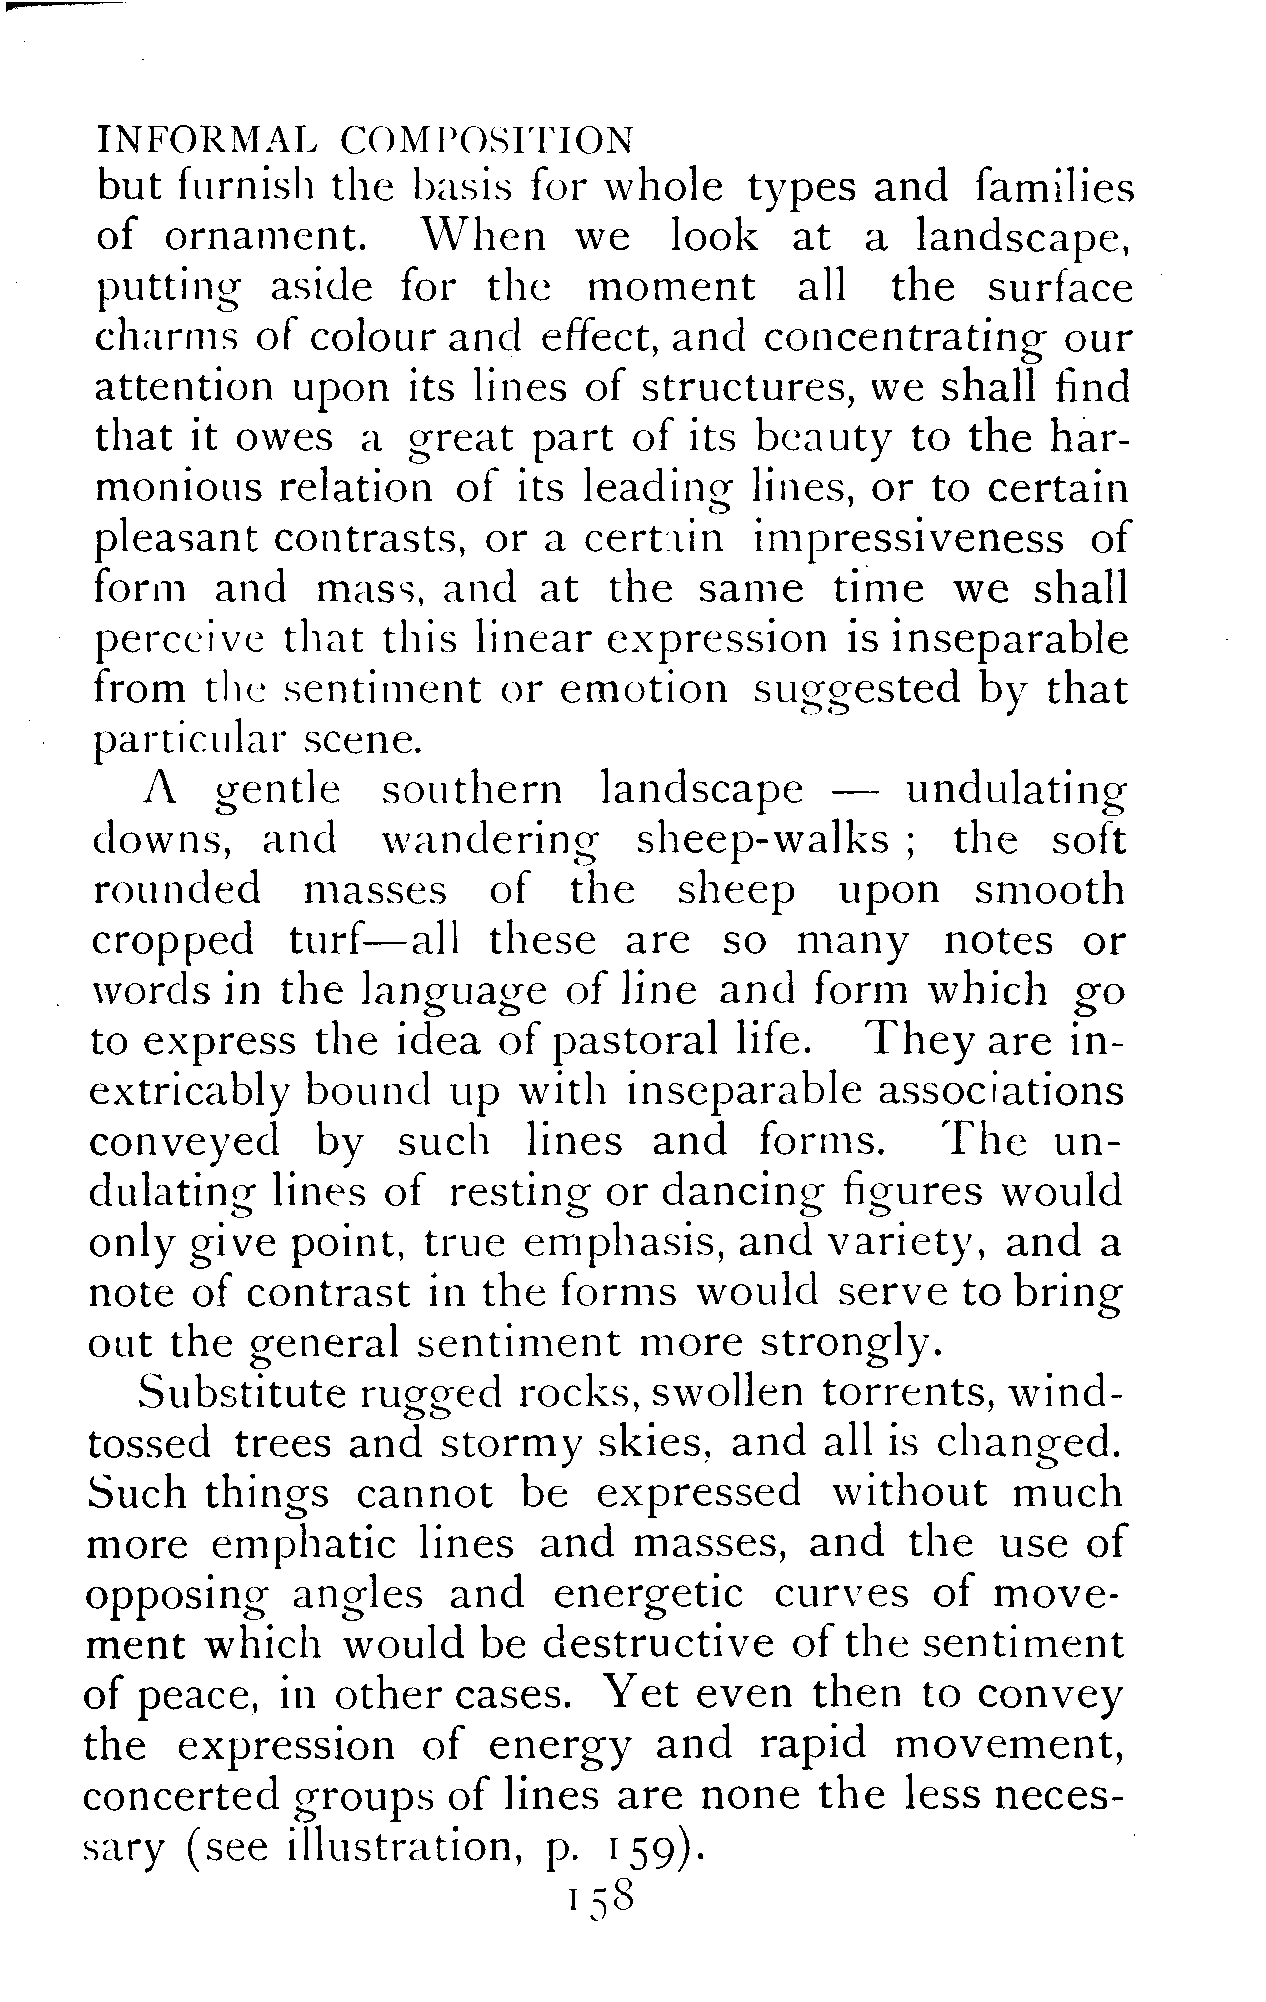 INFORMAL COMPOSITION
but furnish the basis for whole types and families
of ornament. When we look at a landscape,
putting aside for the moment all the surface
charms of colour and effect, and concentrating our
attention upon its lines of structures, we shall find
that it owes a great part of its beauty to the har-
monious relation of its leading lines, or to certain
pleasant contrasts, or a certain impressiveness of
form and mass, and at the same time we shall
perceive that this linear expression is inseparable
from the sentiment or emotion suggested by that
particular scene.
A gentle southern landscape — undulating
downs, and wandering sheep-walks ; the soft
rounded masses of the sheep upon smooth
cropped turf—all these are so many notes or
words in the language of line and form which go
to express the idea of pastoral life. They are in-
extricably bound up with inseparable associations
conveyed by such lines and forms. The un-
dulating lines of resting or dancing figures would
only give point, true emphasis, and variety, and a
note of contrast in the forms would serve to bring
out the general sentiment more strongly.
Substitute rugged rocks, swollen torrents, wind-
tossed trees and stormy skies, and all is changed.
Such things cannot be expressed without much
more emphatic lines and masses, and the use of
opposing angles and energetic curves of move-
ment which would be destructive of the sentiment
of peace, in other cases. Yet even then to convey
the expression of energy and rapid movement,
concerted groups of lines are none the less neces-
sary (see illustration, p. 159).
158